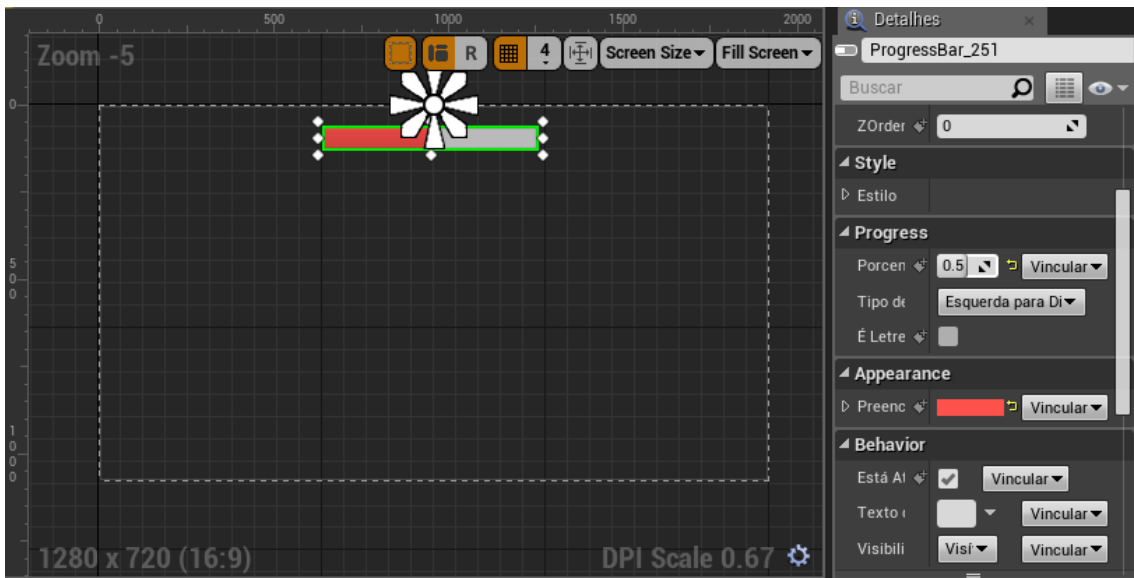 0 500 1000 1500 2000
Zoom -5
R
4
Screen Size
Fill Screen
0
5
0
0
1
0
0
0
1280 x 720 (16:9)
DPI Scale 0.67
Detalhes
ProgressBar_251
Buscar
ZOrder 0
Style
Estilo
Progress
Porcen 0.5 Vincular
Tipo de Esquerda para Di
É Letre
Appearance
Preenc Vincular
Behavior
Está At Vincular
Texto Vincular
Visibili Visí Vincular